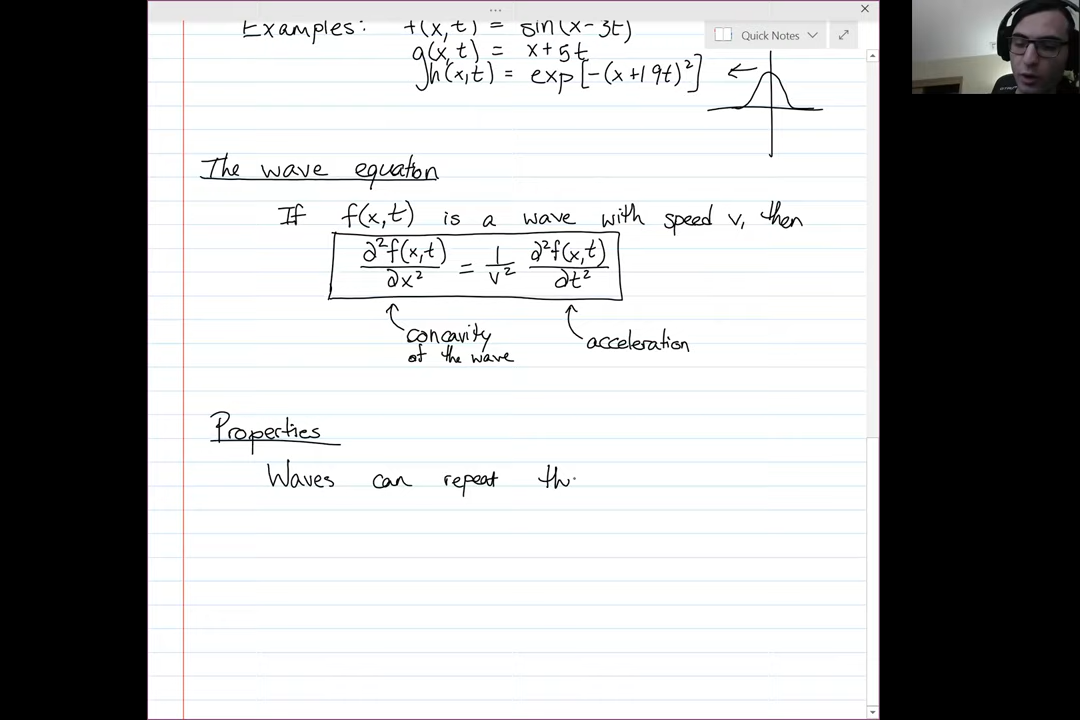 Examples: f(x,t) = sin(x-3t)
g(x,t) = x+5t
h(x,t) = exp[-(x+19t)²]
Quick Notes
The wave equation
If f(x,t) is a wave with speed v, then
∂²f(x,t)/∂x² = 1/v² ∂²f(x,t)/∂t²
concavity of the wave
acceleration
Properties
Waves can repeat th